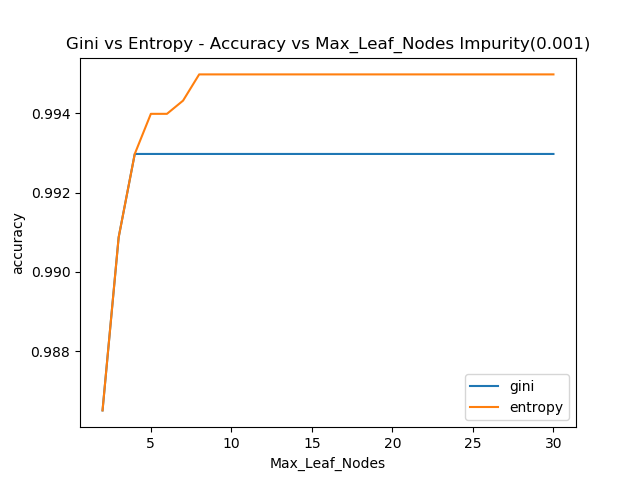 Gini vs Entropy - Accuracy vs Max_Leaf_Nodes Impurity(0.001)
accuracy
0.994
0.992
0.990
0.988
5 10 15 20 25 30
Max_Leaf_Nodes
gini
entropy